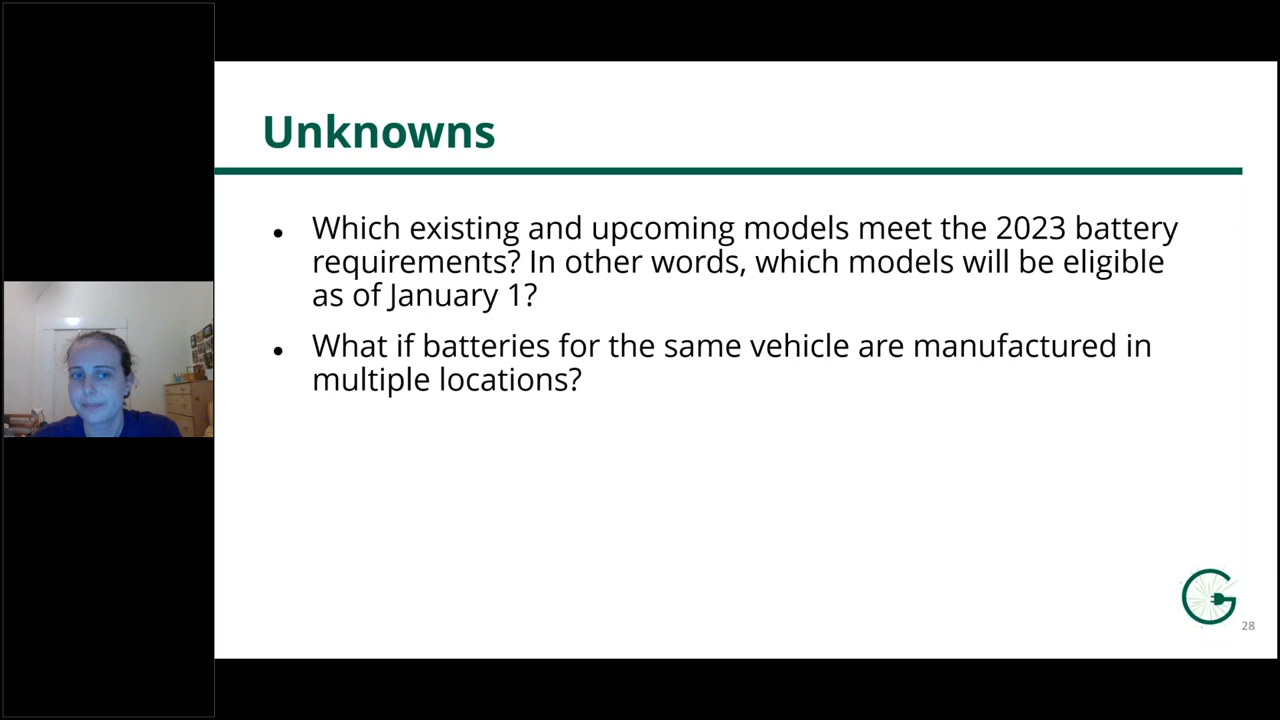 Unknowns
• Which existing and upcoming models meet the 2023 battery
requirements? In other words, which models will be eligible
as of January 1?
• What if batteries for the same vehicle are manufactured in
multiple locations?
28